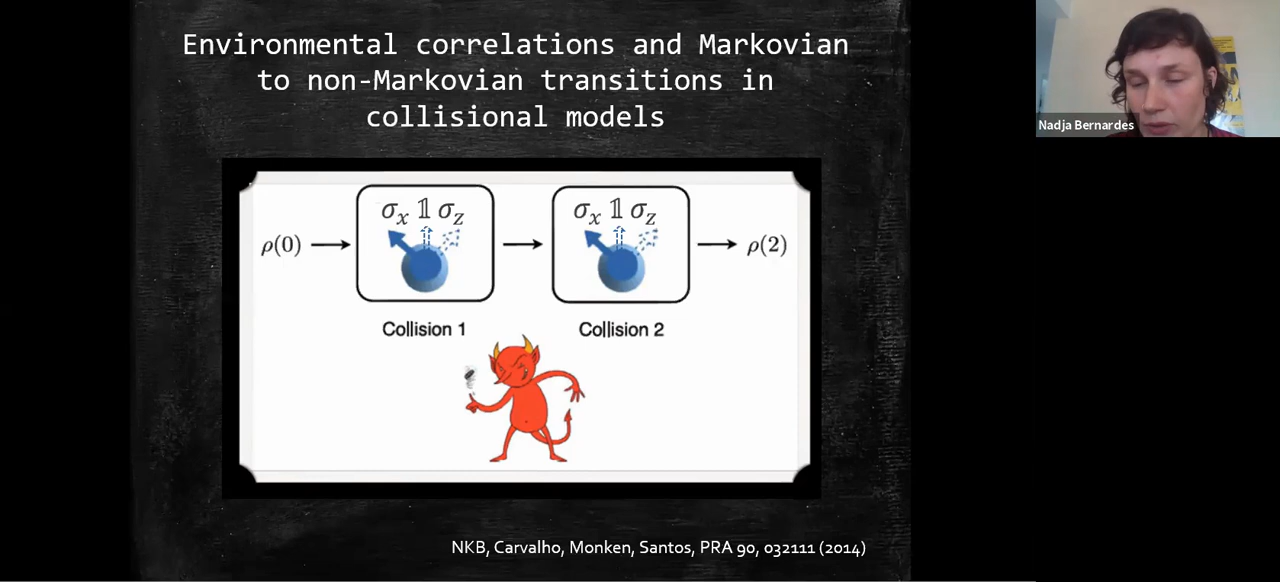 Environmental correlations and Markovian
to non-Markovian transitions in
collisional models
σx 𝟙 σz
σx 𝟙 σz
ρ(0)
ρ(2)
Collision 1
Collision 2
NKB, Carvalho, Monken, Santos, PRA 90, 032111 (2014)
Nadja Bernardes